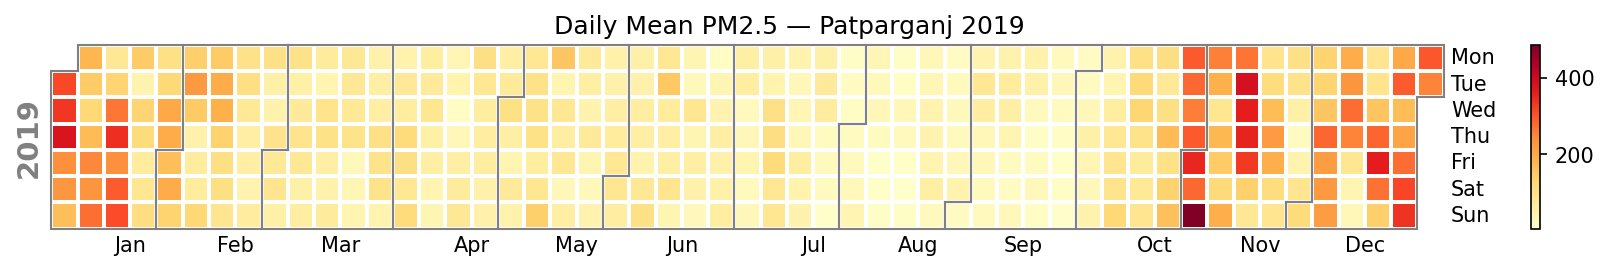 Daily Mean PM2.5 — Patparganj 2019
2019
Mon
Tue
Wed
Thu
Fri
Sat
Sun
Jan Feb Mar Apr May Jun Jul Aug Sep Oct Nov Dec
400
200